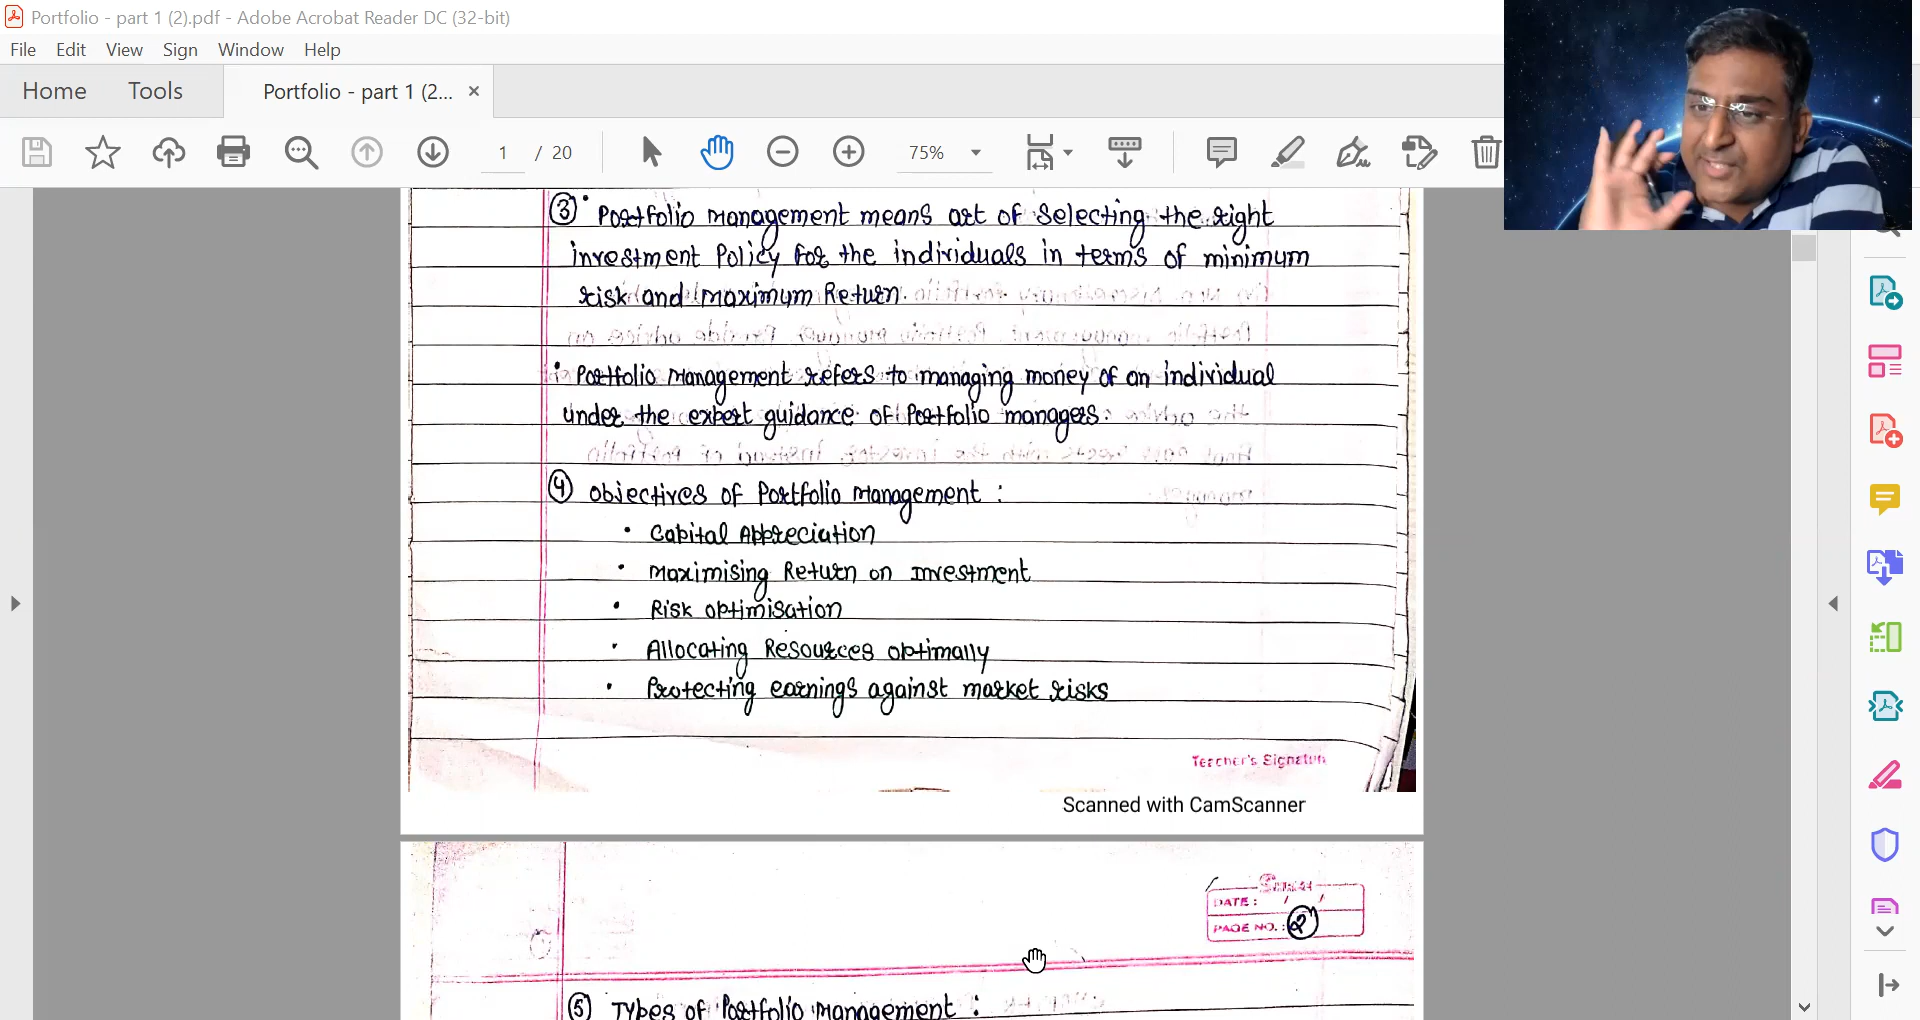 Portfolio - part 1 (2).pdf - Adobe Acrobat Reader DC (32-bit)
File Edit View Sign Window Help
Home Tools Portfolio - part 1 (2... ×
1 / 20 75%
③ • Portfolio management means art of selecting the right
investment Policy for the individuals in terms of minimum
risk and maximum Return.
• Portfolio management refers to managing money of an individual
under the expert guidance of Portfolio managers.
④ objectives of Portfolio management :
• Capital Appreciation
• Maximising Return on Investment
• Risk optimisation
• Allocating Resources optimally
• Protecting earnings against market risks
Teacher's Signatur
Scanned with CamScanner
DATE : / /
PAGE NO. : 2
⑤ Types of Portfolio management :